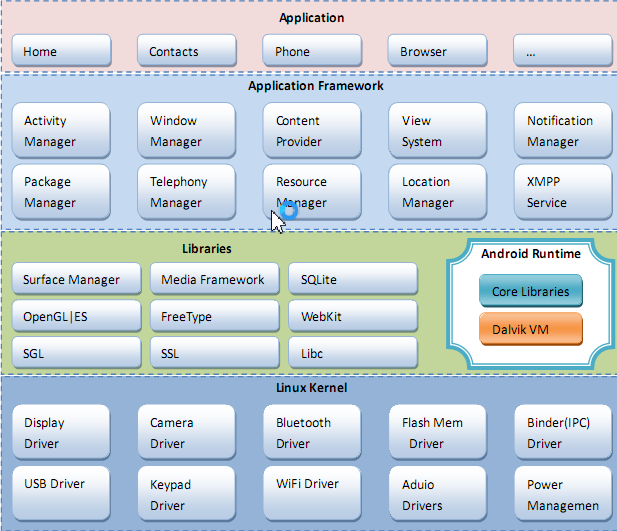 Application
Home
Contacts
Phone
Browser
...
Application Framework
Activity
Manager
Window
Manager
Content
Provider
View
System
Notification
Manager
Package
Manager
Telephony
Manager
Resource
Manager
Location
Manager
XMPP
Service
Libraries
Surface Manager
Media Framework
SQLite
OpenGL|ES
FreeType
WebKit
SGL
SSL
Libc
Android Runtime
Core Libraries
Dalvik VM
Linux Kernel
Display
Driver
Camera
Driver
Bluetooth
Driver
Flash Mem
Driver
Binder(IPC)
Driver
USB Driver
Keypad
Driver
WiFi Driver
Aduio
Drivers
Power
Managemen